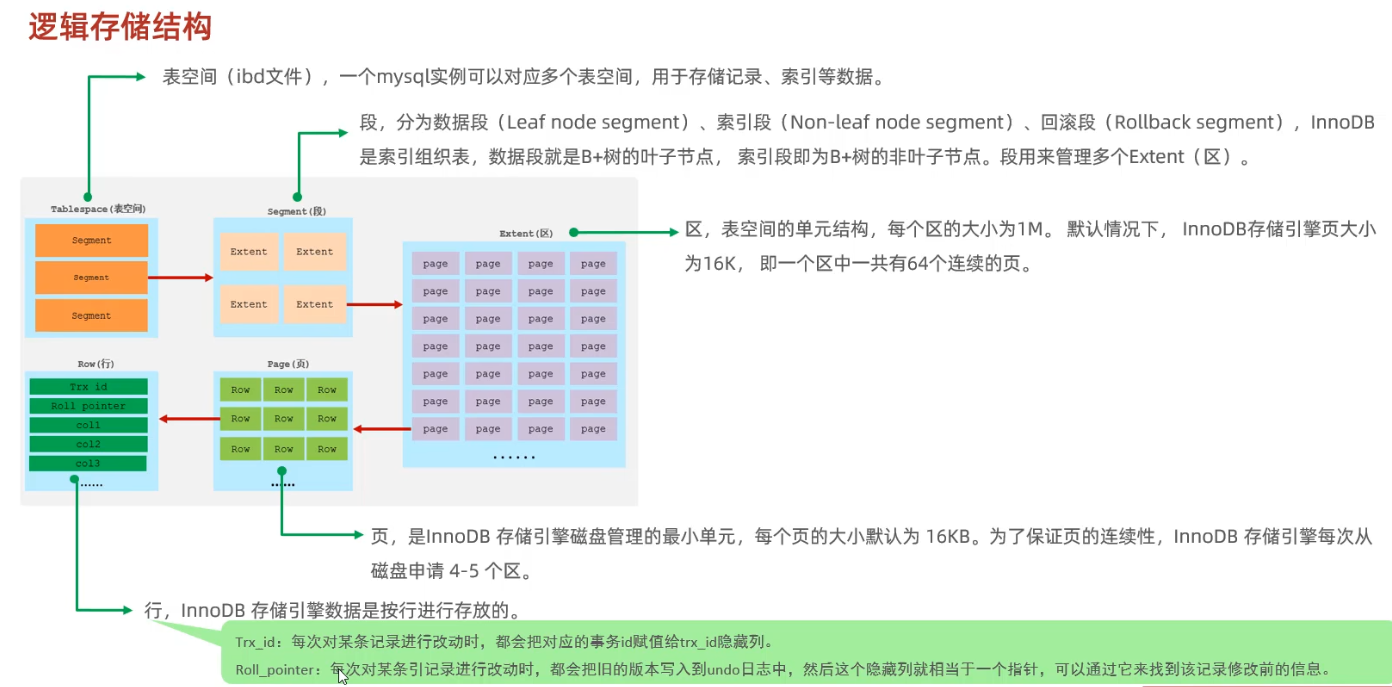 逻辑存储结构
表空间（ibd文件），一个mysql实例可以对应多个表空间，用于存储记录、索引等数据。
段，分为数据段（Leaf node segment）、索引段（Non-leaf node segment）、回滚段（Rollback segment），InnoDB
是索引组织表，数据段就是B+树的叶子节点， 索引段即为B+树的非叶子节点。段用来管理多个Extent（区）。
Tablespace(表空间)
Segment
Segment
Segment
Segment(段)
Extent Extent
Extent Extent
Extent(区)
page page page page
page page page page
page page page page
page page page page
page page page page
page page page page
page page page page
......
区，表空间的单元结构，每个区的大小为1M。 默认情况下， InnoDB存储引擎页大小
为16K， 即一个区中一共有64个连续的页。
Row(行)
Trx id
Roll pointer
col1
col2
col3
......
Page(页)
Row Row Row
Row Row Row
Row Row Row
......
页，是InnoDB 存储引擎磁盘管理的最小单元，每个页的大小默认为 16KB。为了保证页的连续性，InnoDB 存储引擎每次从
磁盘申请 4-5 个区。
行，InnoDB 存储引擎数据是按行进行存放的。
Trx_id：每次对某条记录进行改动时，都会把对应的事务id赋值给trx_id隐藏列。
Roll_pointer：每次对某条引记录进行改动时，都会把旧的版本写入到undo日志中，然后这个隐藏列就相当于一个指针，可以通过它来找到该记录修改前的信息。